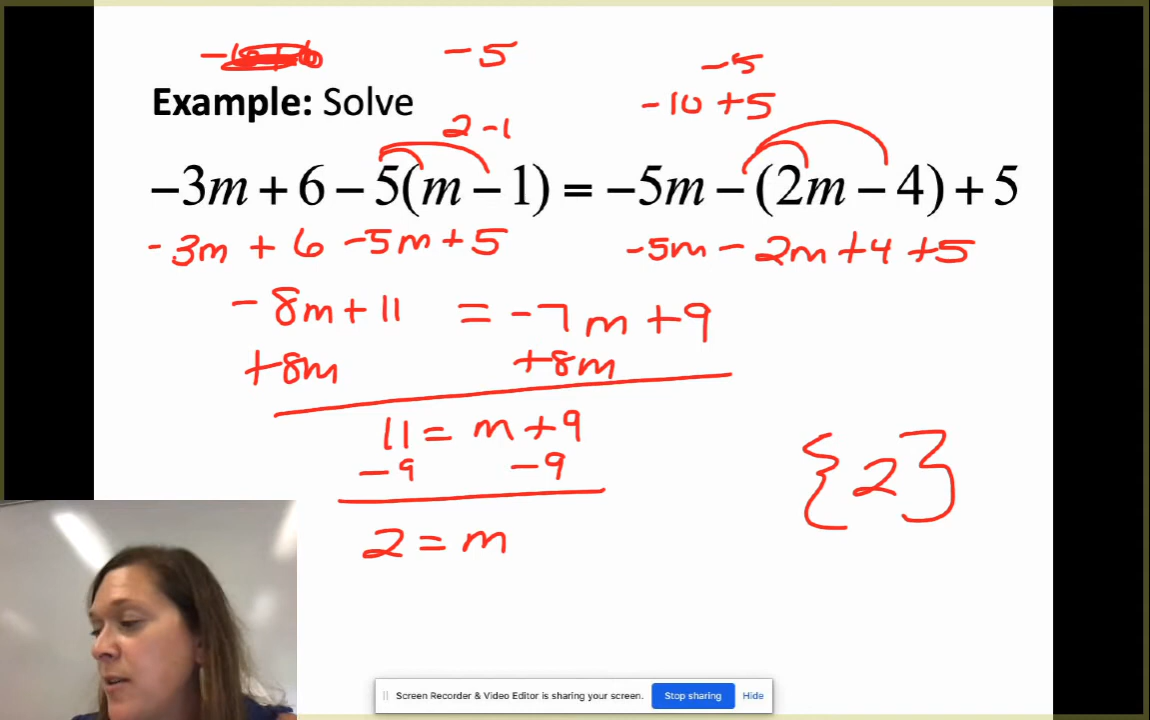 -5 -5
Example: Solve -10 +5
2-1
−3m + 6 − 5(m − 1) = −5m − (2m − 4) + 5
-3m + 6 -5m +5 -5m - 2m +4 +5
-8m + 11 = -7m +9
+8m +8m
11 = m +9
-9 -9
{2}
2 = m
Screen Recorder & Video Editor is sharing your screen. Stop sharing Hide